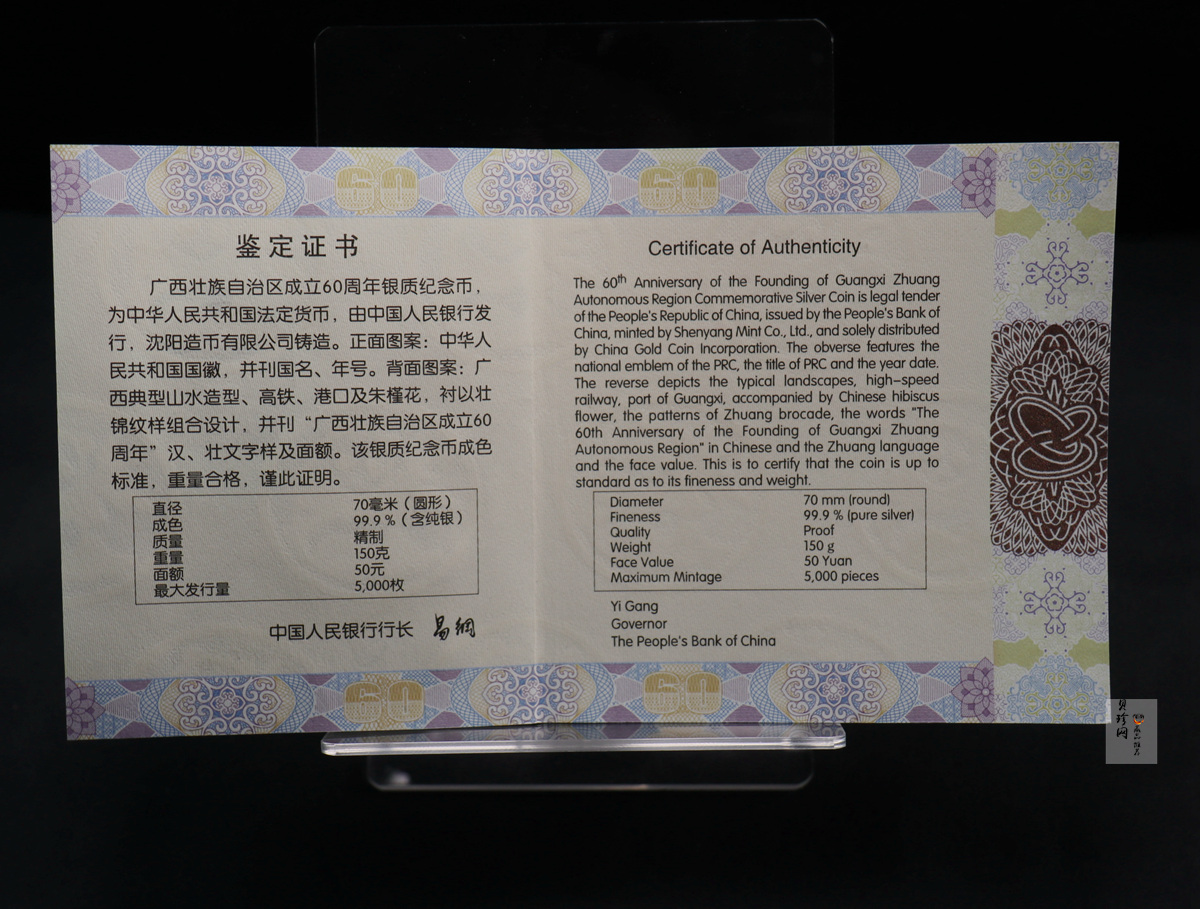 鉴定证书
广西壮族自治区成立60周年银质纪念币，
为中华人民共和国法定货币，由中国人民银行发
行，沈阳造币有限公司铸造。正面图案：中华人
民共和国国徽，并刊国名、年号。背面图案：广
西典型山水造型、高铁、港口及朱槿花，衬以壮
锦纹样组合设计，并刊“广西壮族自治区成立60
周年”汉、壮文字样及面额。该银质纪念币成色
标准，重量合格，谨此证明。
直径 70毫米（圆形）
成色 99.9％（含纯银）
质量 精制
重量 150克
面额 50元
最大发行量 5,000枚
中国人民银行行长 易纲
Certificate of Authenticity
The 60th Anniversary of the Founding of Guangxi Zhuang
Autonomous Region Commemorative Silver Coin is legal tender
of the People's Republic of China, issued by the People's Bank of
China, minted by Shenyang Mint Co., Ltd., and solely distributed
by China Gold Coin Incorporation. The obverse features the
national emblem of the PRC, the title of PRC and the year date.
The reverse depicts the typical landscapes, high-speed
railway, port of Guangxi, accompanied by Chinese hibiscus
flower, the patterns of Zhuang brocade, the words "The
60th Anniversary of the Founding of Guangxi Zhuang
Autonomous Region" in Chinese and the Zhuang language
and the face value. This is to certify that the coin is up to
standard as to its fineness and weight.
Diameter 70 mm (round)
Fineness 99.9 % (pure silver)
Quality Proof
Weight 150 g
Face Value 50 Yuan
Maximum Mintage 5,000 pieces
Yi Gang
Governor
The People's Bank of China
贝珍网